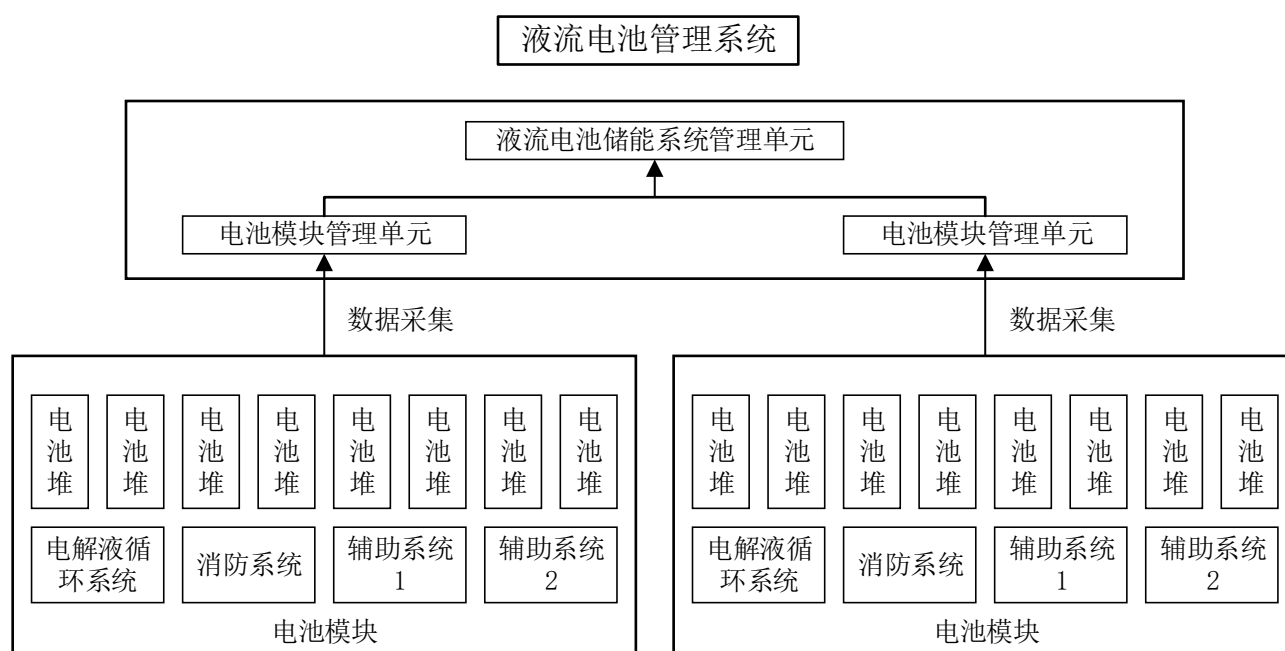 液流电池管理系统
液流电池储能系统管理单元
电池模块管理单元
电池模块管理单元
数据采集
数据采集
电池堆
电池堆
电池堆
电池堆
电池堆
电池堆
电池堆
电池堆
电解液循
环系统
消防系统
辅助系统
1
辅助系统
2
电池模块
电池堆
电池堆
电池堆
电池堆
电池堆
电池堆
电池堆
电池堆
电解液循
环系统
消防系统
辅助系统
1
辅助系统
2
电池模块